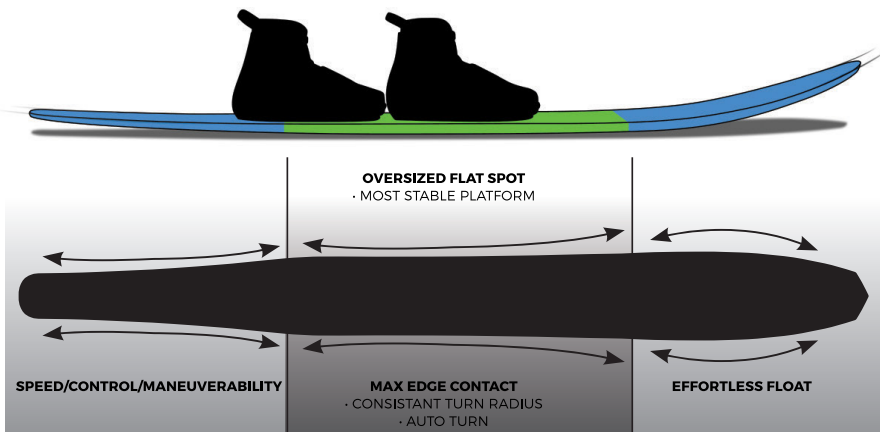 OVERSIZED FLAT SPOT
· MOST STABLE PLATFORM
SPEED/CONTROL/MANEUVERABILITY
MAX EDGE CONTACT
· CONSISTANT TURN RADIUS
· AUTO TURN
EFFORTLESS FLOAT